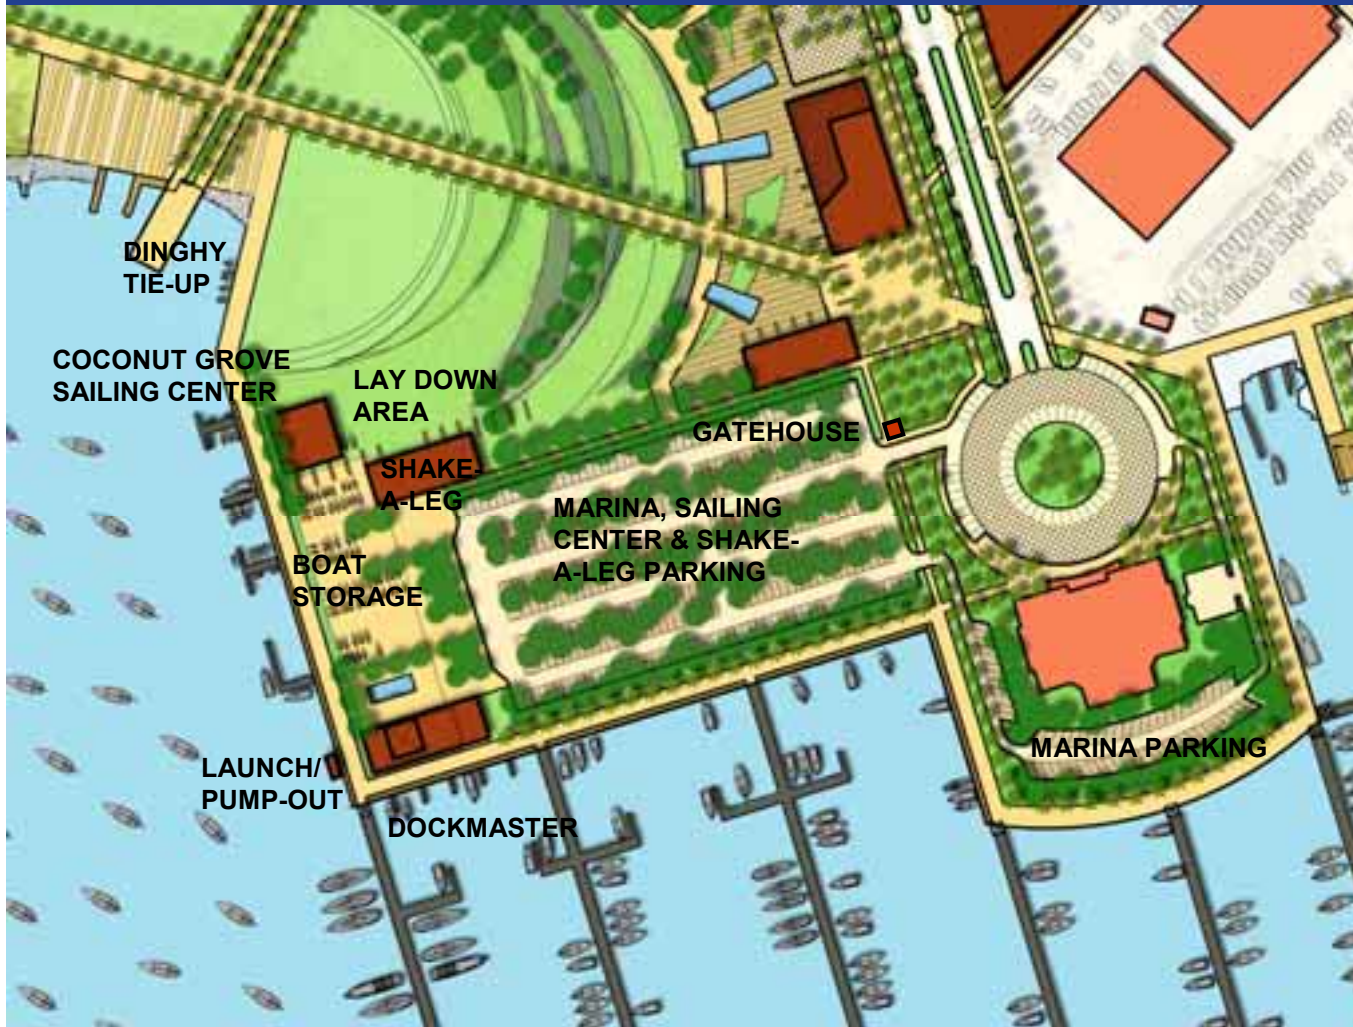 DINGHY
TIE-UP
COCONUT GROVE
SAILING CENTER
LAY DOWN
AREA
GATEHOUSE
SHAKE-
A-LEG
MARINA, SAILING
CENTER & SHAKE-
A-LEG PARKING
BOAT
STORAGE
MARINA PARKING
LAUNCH/
PUMP-OUT
DOCKMASTER